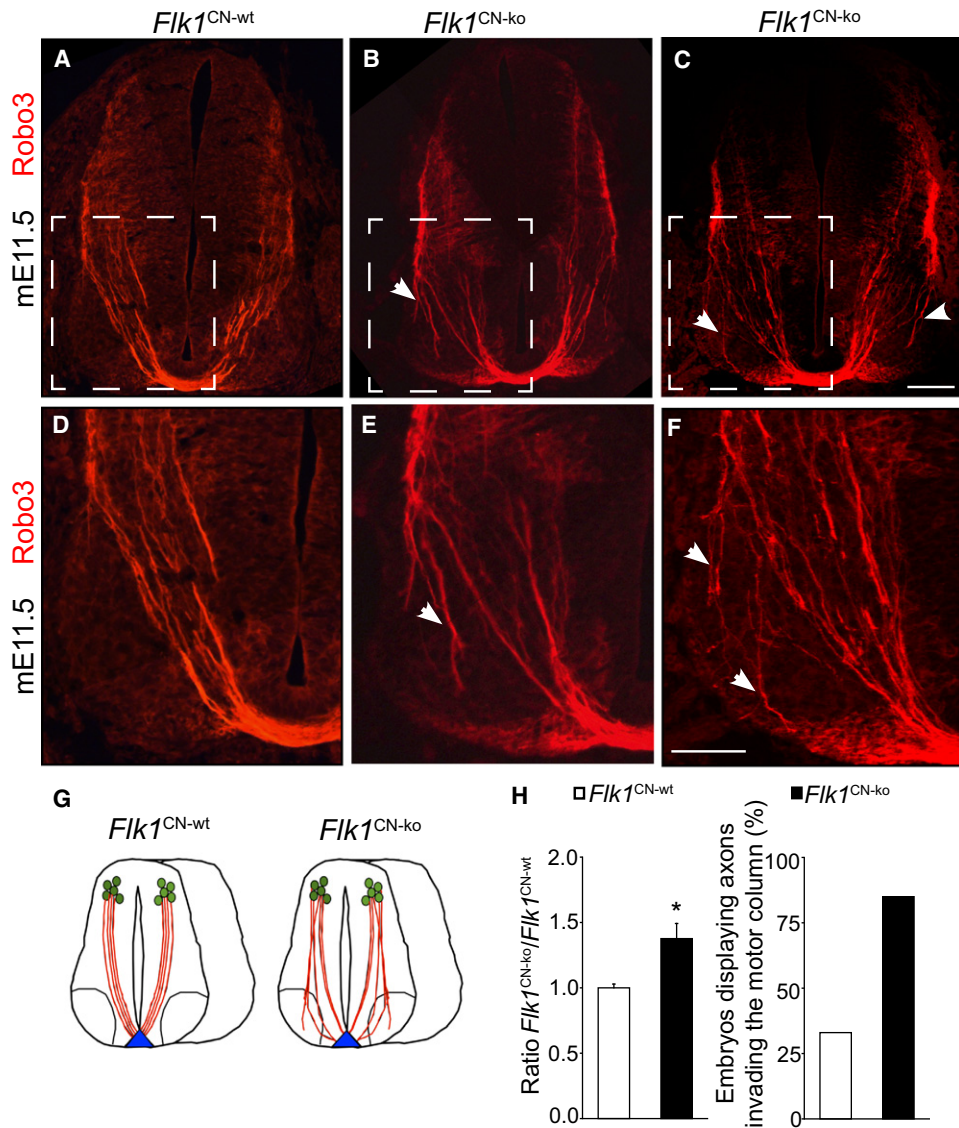 Flk1CN-wt
Flk1CN-ko
Flk1CN-ko
A
B
C
mE11.5 Robo3
D
E
F
mE11.5 Robo3
G
Flk1CN-wt
Flk1CN-ko
H
Flk1CN-wt
Flk1CN-ko
Ratio Flk1CN-ko/Flk1CN-wt
2.0
1.5
1.0
0.5
0.0
*
Embryos displaying axons
invading the motor column (%)
100
75
50
25
0